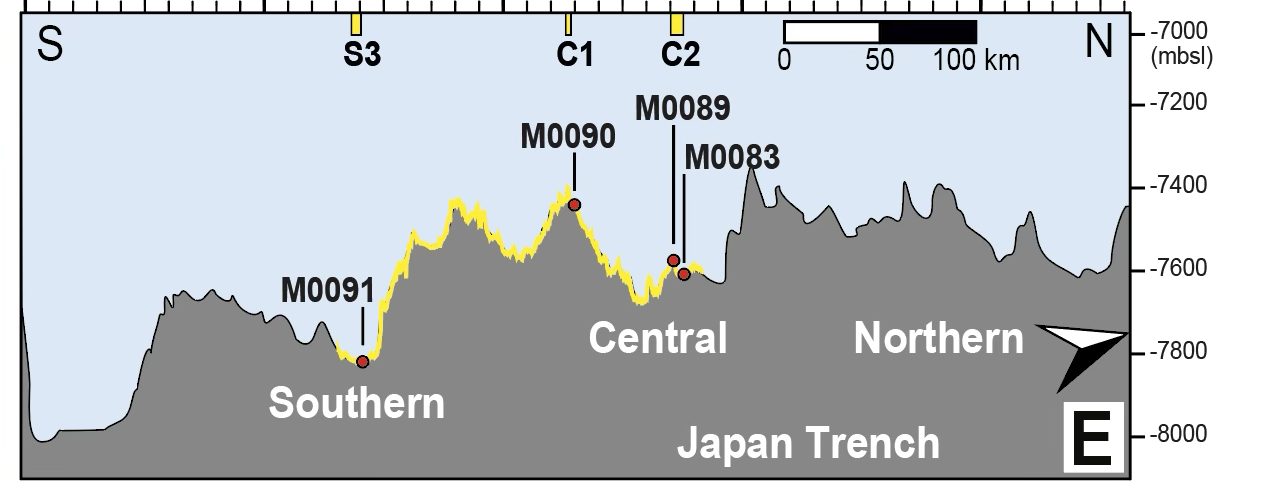 S
S3
C1
C2
0 50 100 km
N
-7000
(mbsl)
M0089
-7200
M0090
M0083
-7400
-7600
M0091
Central
Northern
-7800
Southern
E
Japan Trench
-8000